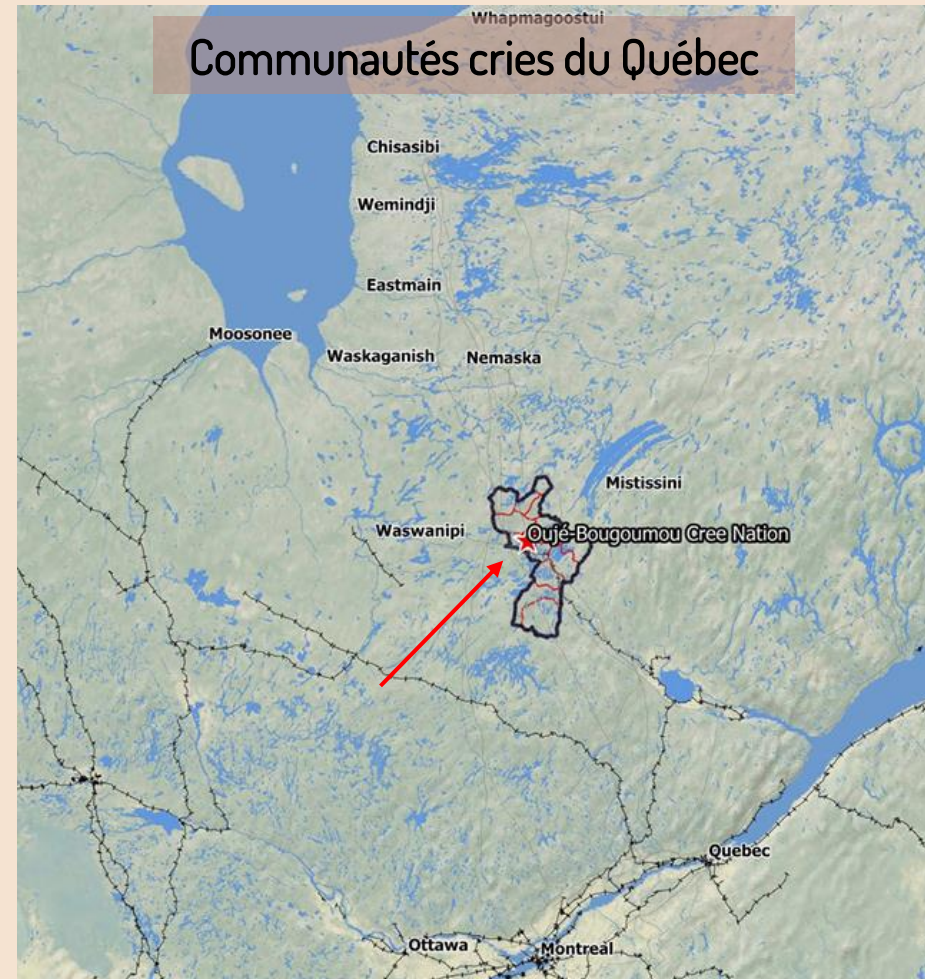 Whapmagoostui
Communautés cries du Québec
Chisasibi
Wemindji
Eastmain
Moosonee
Waskaganish
Nemaska
Mistissini
Waswanipi
Oujé-Bougoumou Cree Nation
Quebec
Ottawa
Montreal